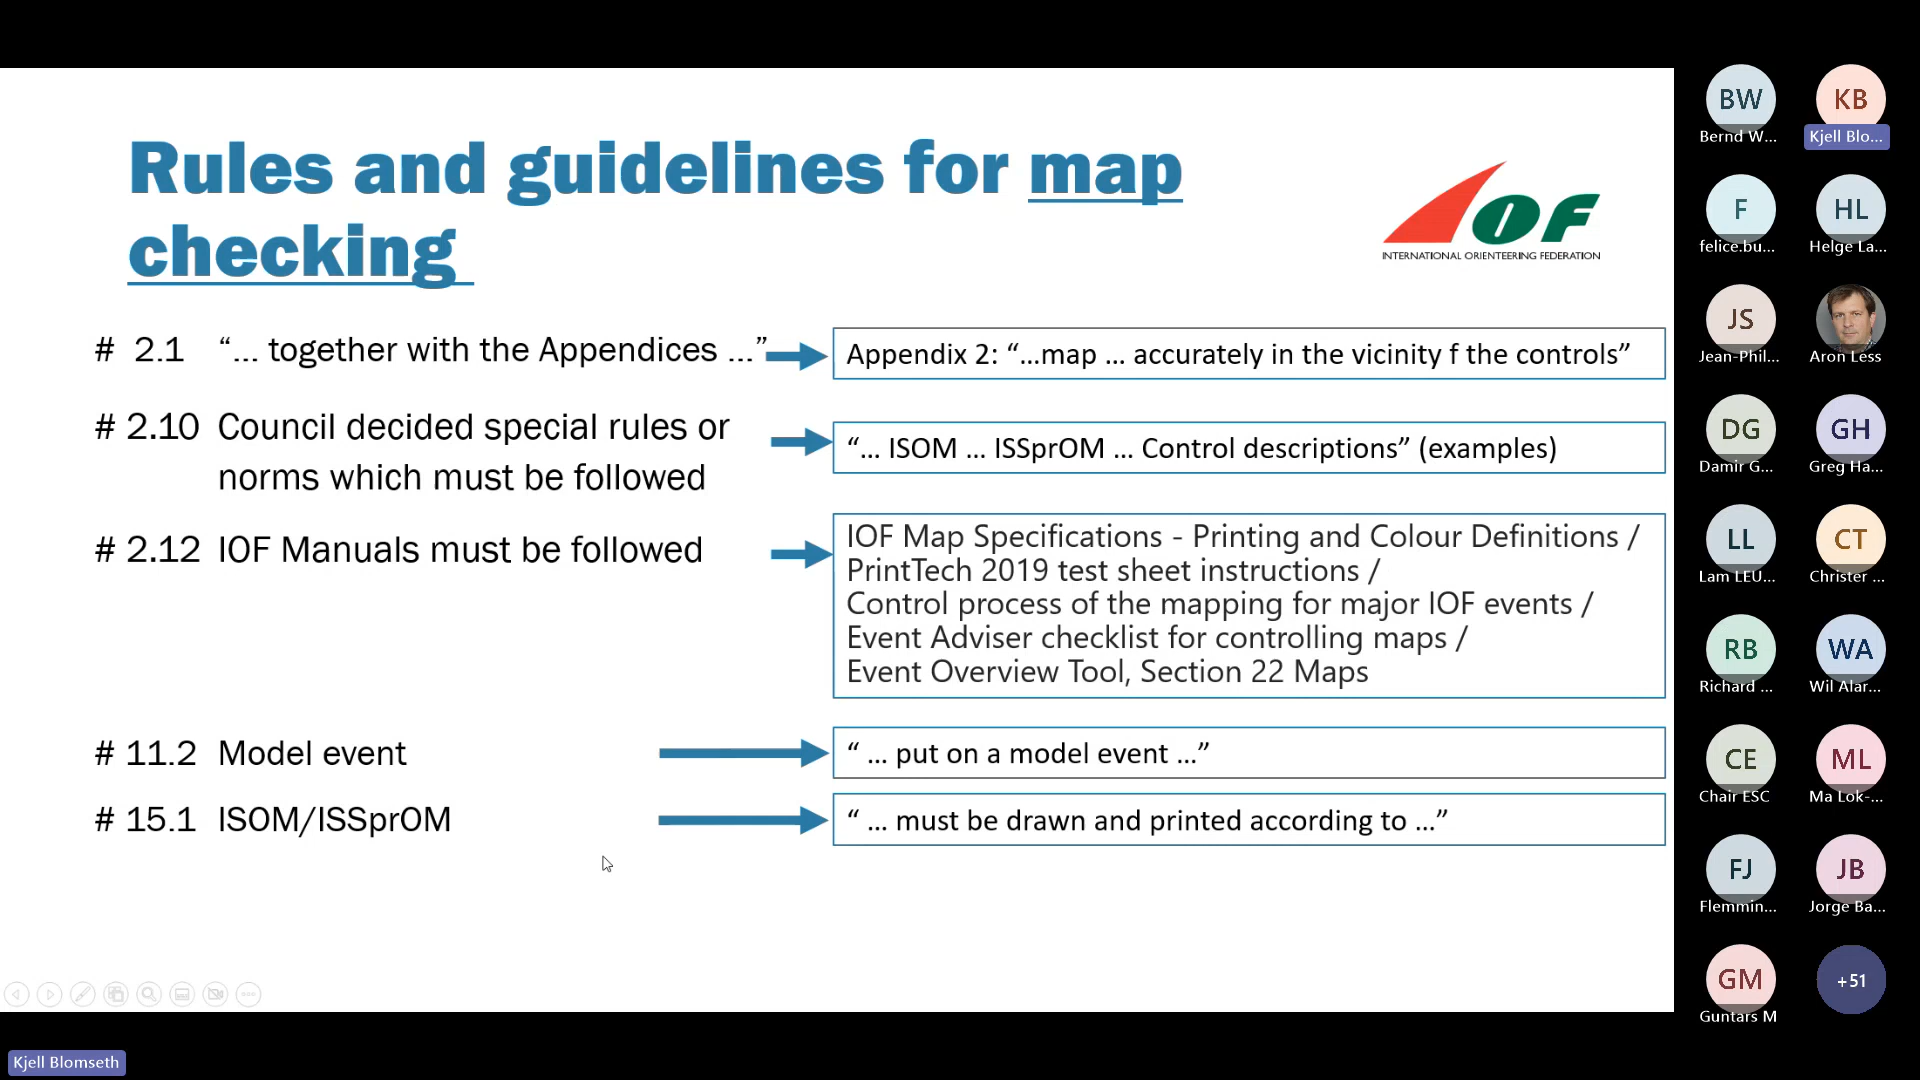 Rules and guidelines for map
checking
IOF
INTERNATIONAL ORIENTEERING FEDERATION
# 2.1 “... together with the Appendices ...”
Appendix 2: “...map ... accurately in the vicinity f the controls”
# 2.10 Council decided special rules or
norms which must be followed
“... ISOM ... ISSprOM ... Control descriptions” (examples)
# 2.12 IOF Manuals must be followed
IOF Map Specifications - Printing and Colour Definitions /
PrintTech 2019 test sheet instructions /
Control process of the mapping for major IOF events /
Event Adviser checklist for controlling maps /
Event Overview Tool, Section 22 Maps
# 11.2 Model event
“ ... put on a model event ...”
# 15.1 ISOM/ISSprOM
“ ... must be drawn and printed according to ...”
BW
Bernd W...
KB
Kjell Blo...
F
felice.bu...
HL
Helge La...
JS
Jean-Phil...
Aron Less
DG
Damir G...
GH
Greg Ha...
LL
Lam LEU...
CT
Christer ...
RB
Richard ...
WA
Wil Alar...
CE
Chair ESC
ML
Ma Lok-...
FJ
Flemmin...
JB
Jorge Ba...
GM
Guntars M
+51
Kjell Blomseth